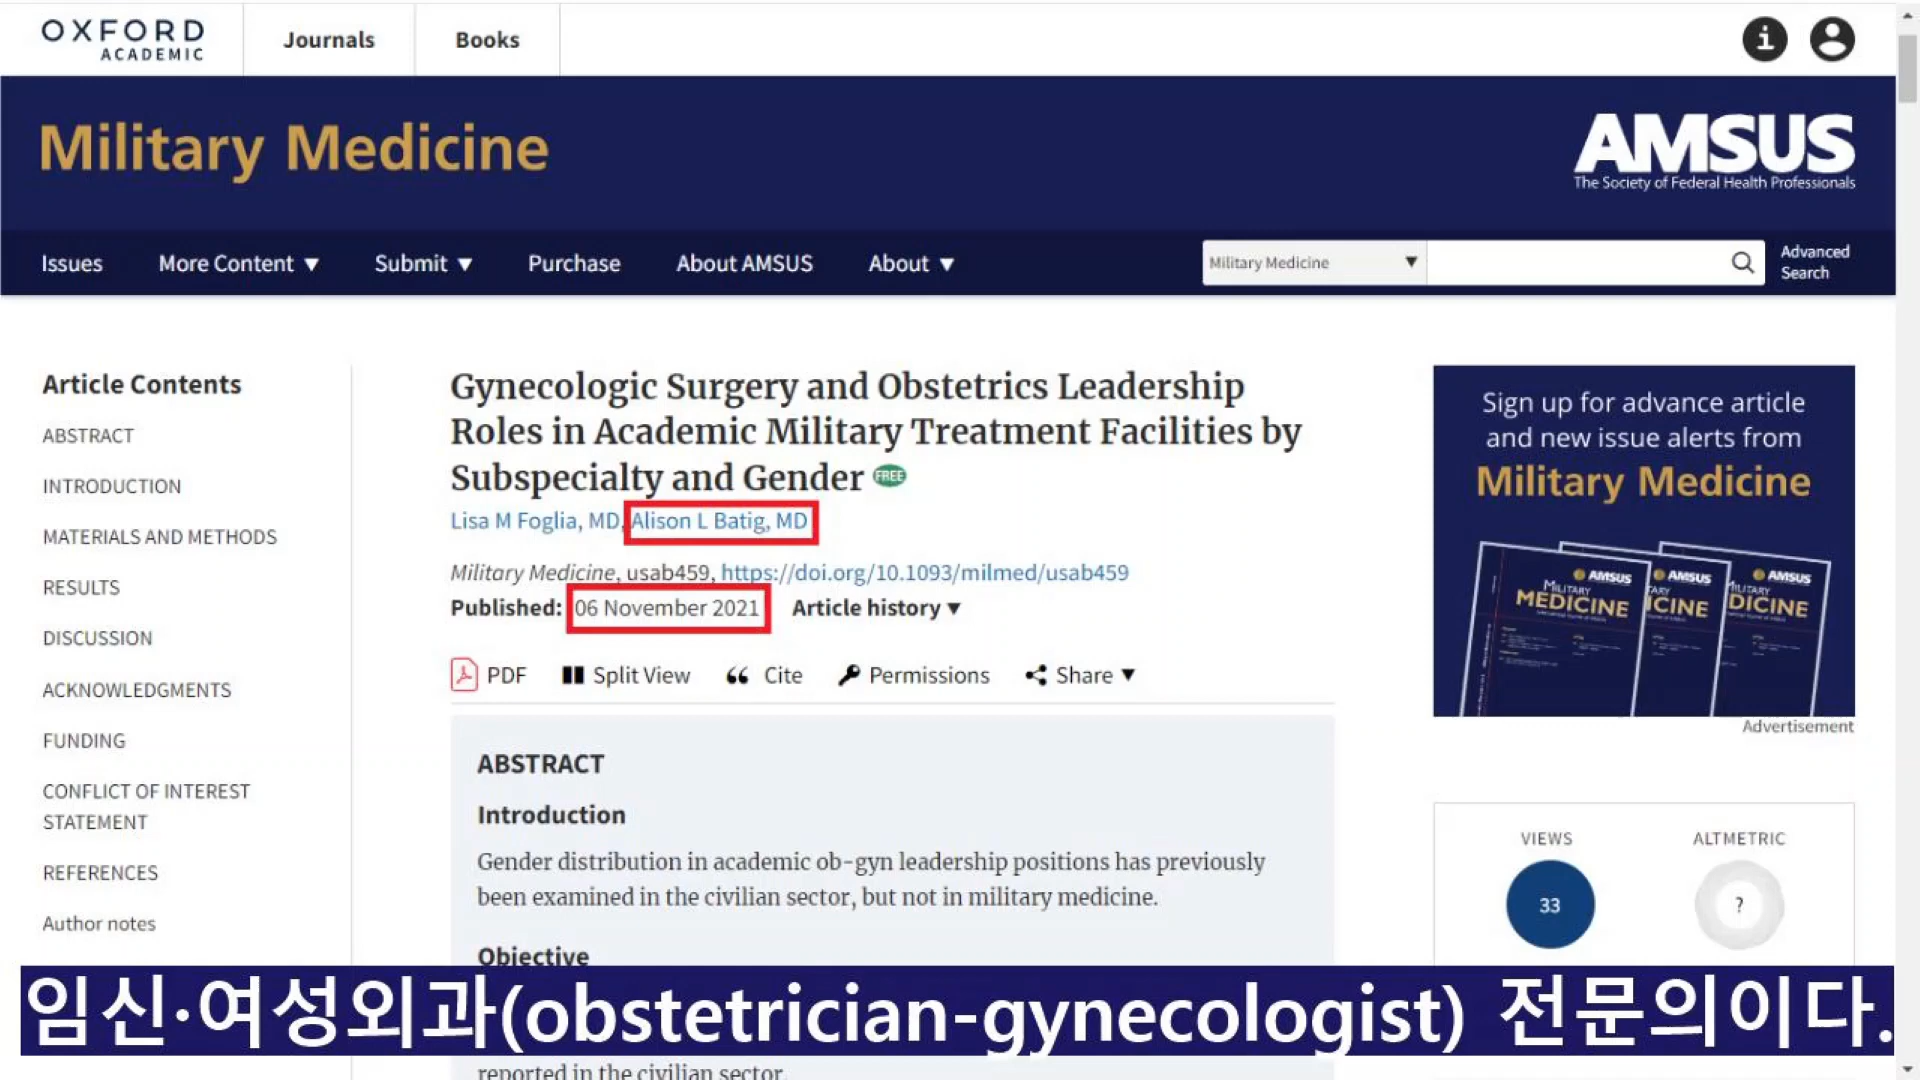 OXFORD
ACADEMIC
Journals
Books
Military Medicine
AMSUS
The Society of Federal Health Professionals
Issues
More Content ▼
Submit ▼
Purchase
About AMSUS
About ▼
Military Medicine ▼
Advanced
Search
Article Contents
ABSTRACT
INTRODUCTION
MATERIALS AND METHODS
RESULTS
DISCUSSION
ACKNOWLEDGMENTS
FUNDING
CONFLICT OF INTEREST
STATEMENT
REFERENCES
Author notes
Gynecologic Surgery and Obstetrics Leadership
Roles in Academic Military Treatment Facilities by
Subspecialty and Gender FREE
Lisa M Foglia, MD, Alison L Batig, MD
Military Medicine, usab459, https://doi.org/10.1093/milmed/usab459
Published: 06 November 2021 Article history ▼
PDF
Split View
Cite
Permissions
Share ▼
ABSTRACT
Introduction
Gender distribution in academic ob-gyn leadership positions has previously
been examined in the civilian sector, but not in military medicine.
Objective
reported in the civilian sector.
Sign up for advance article
and new issue alerts from
Military Medicine
AMSUS
MILITARY
MEDICINE
AMSUS
ICINE
AMSUS
DICINE
Advertisement
VIEWS
33
ALTMETRIC
?
임신·여성외과(obstetrician-gynecologist) 전문의이다.